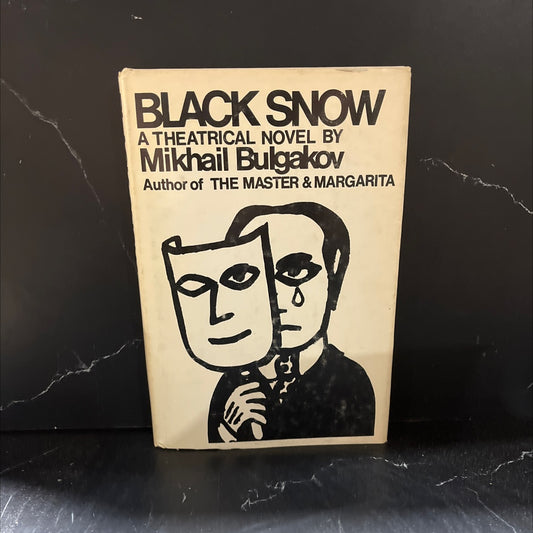 BLACK SNOW
A THEATRICAL NOVEL BY
Mikhail Bulgakov
Author of THE MASTER & MARGARITA